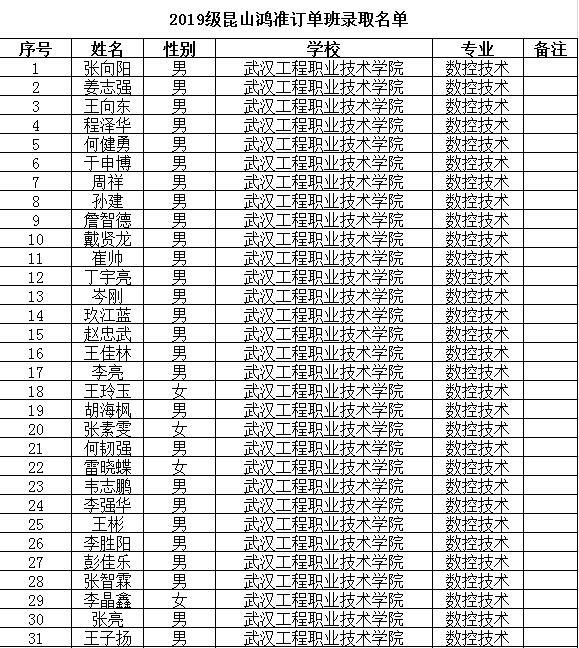 2019级昆山鸿准订单班录取名单
序号 姓名 性别 学校 专业 备注
1 张向阳 男 武汉工程职业技术学院 数控技术
2 姜志强 男 武汉工程职业技术学院 数控技术
3 王向东 男 武汉工程职业技术学院 数控技术
4 程泽华 男 武汉工程职业技术学院 数控技术
5 何健勇 男 武汉工程职业技术学院 数控技术
6 于申博 男 武汉工程职业技术学院 数控技术
7 周祥 男 武汉工程职业技术学院 数控技术
8 孙建 男 武汉工程职业技术学院 数控技术
9 詹智德 男 武汉工程职业技术学院 数控技术
10 戴贤龙 男 武汉工程职业技术学院 数控技术
11 崔帅 男 武汉工程职业技术学院 数控技术
12 丁宇亮 男 武汉工程职业技术学院 数控技术
13 岑刚 男 武汉工程职业技术学院 数控技术
14 玖江蓝 男 武汉工程职业技术学院 数控技术
15 赵忠武 男 武汉工程职业技术学院 数控技术
16 王佳林 男 武汉工程职业技术学院 数控技术
17 李亮 男 武汉工程职业技术学院 数控技术
18 王玲玉 女 武汉工程职业技术学院 数控技术
19 胡海枫 男 武汉工程职业技术学院 数控技术
20 张素雯 女 武汉工程职业技术学院 数控技术
21 何韧强 男 武汉工程职业技术学院 数控技术
22 雷晓蝶 女 武汉工程职业技术学院 数控技术
23 韦志鹏 男 武汉工程职业技术学院 数控技术
24 李强华 男 武汉工程职业技术学院 数控技术
25 王彬 男 武汉工程职业技术学院 数控技术
26 李胜阳 男 武汉工程职业技术学院 数控技术
27 彭佳乐 男 武汉工程职业技术学院 数控技术
28 张智霖 男 武汉工程职业技术学院 数控技术
29 李晶鑫 女 武汉工程职业技术学院 数控技术
30 张亮 男 武汉工程职业技术学院 数控技术
31 王子扬 男 武汉工程职业技术学院 数控技术